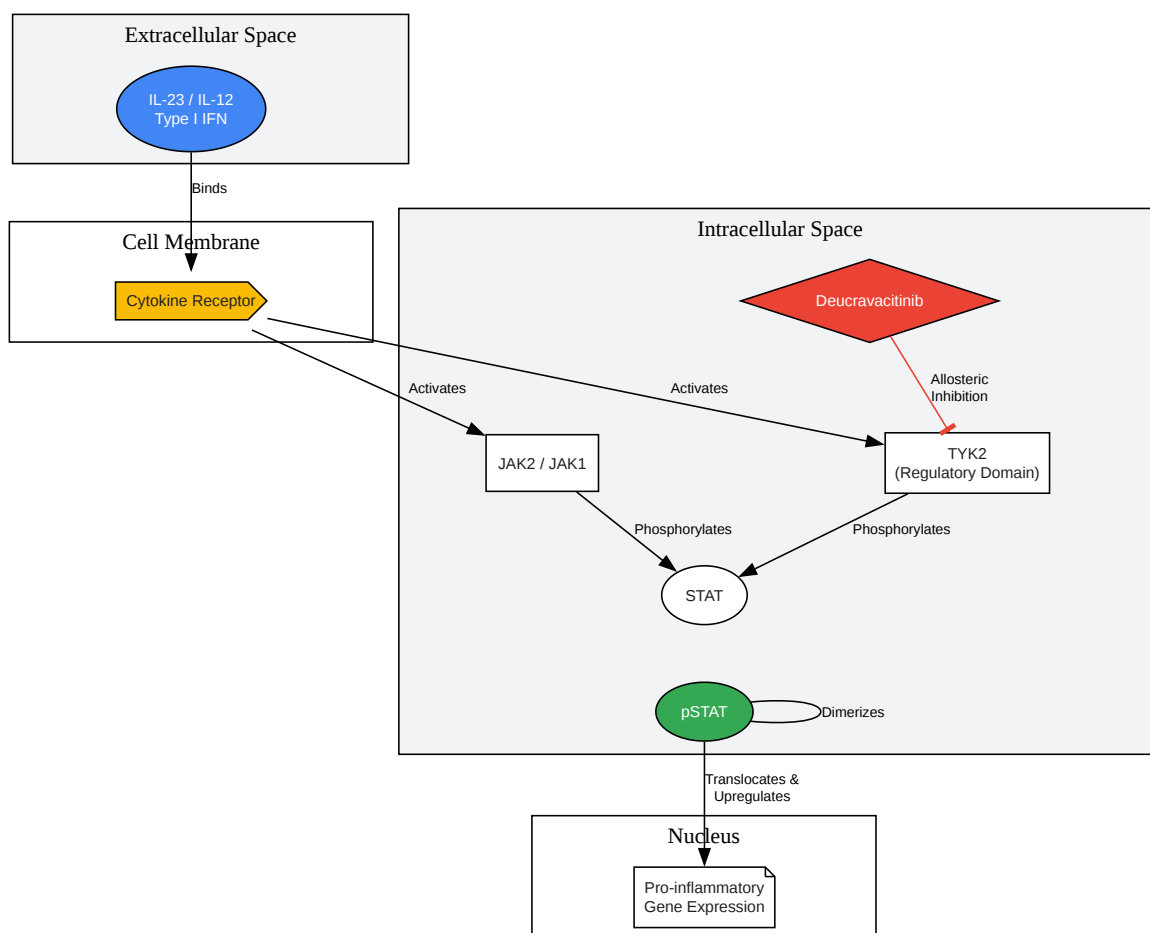 Extracellular Space
IL-23 / IL-12
Type I IFN
Binds
Cell Membrane
Cytokine Receptor
Intracellular Space
Deucravacitinib
Allosteric
Inhibition
Activates
Activates
JAK2 / JAK1
TYK2
(Regulatory Domain)
Phosphorylates
Phosphorylates
STAT
pSTAT
Dimerizes
Translocates &
Upregulates
Nucleus
Pro-inflammatory
Gene Expression